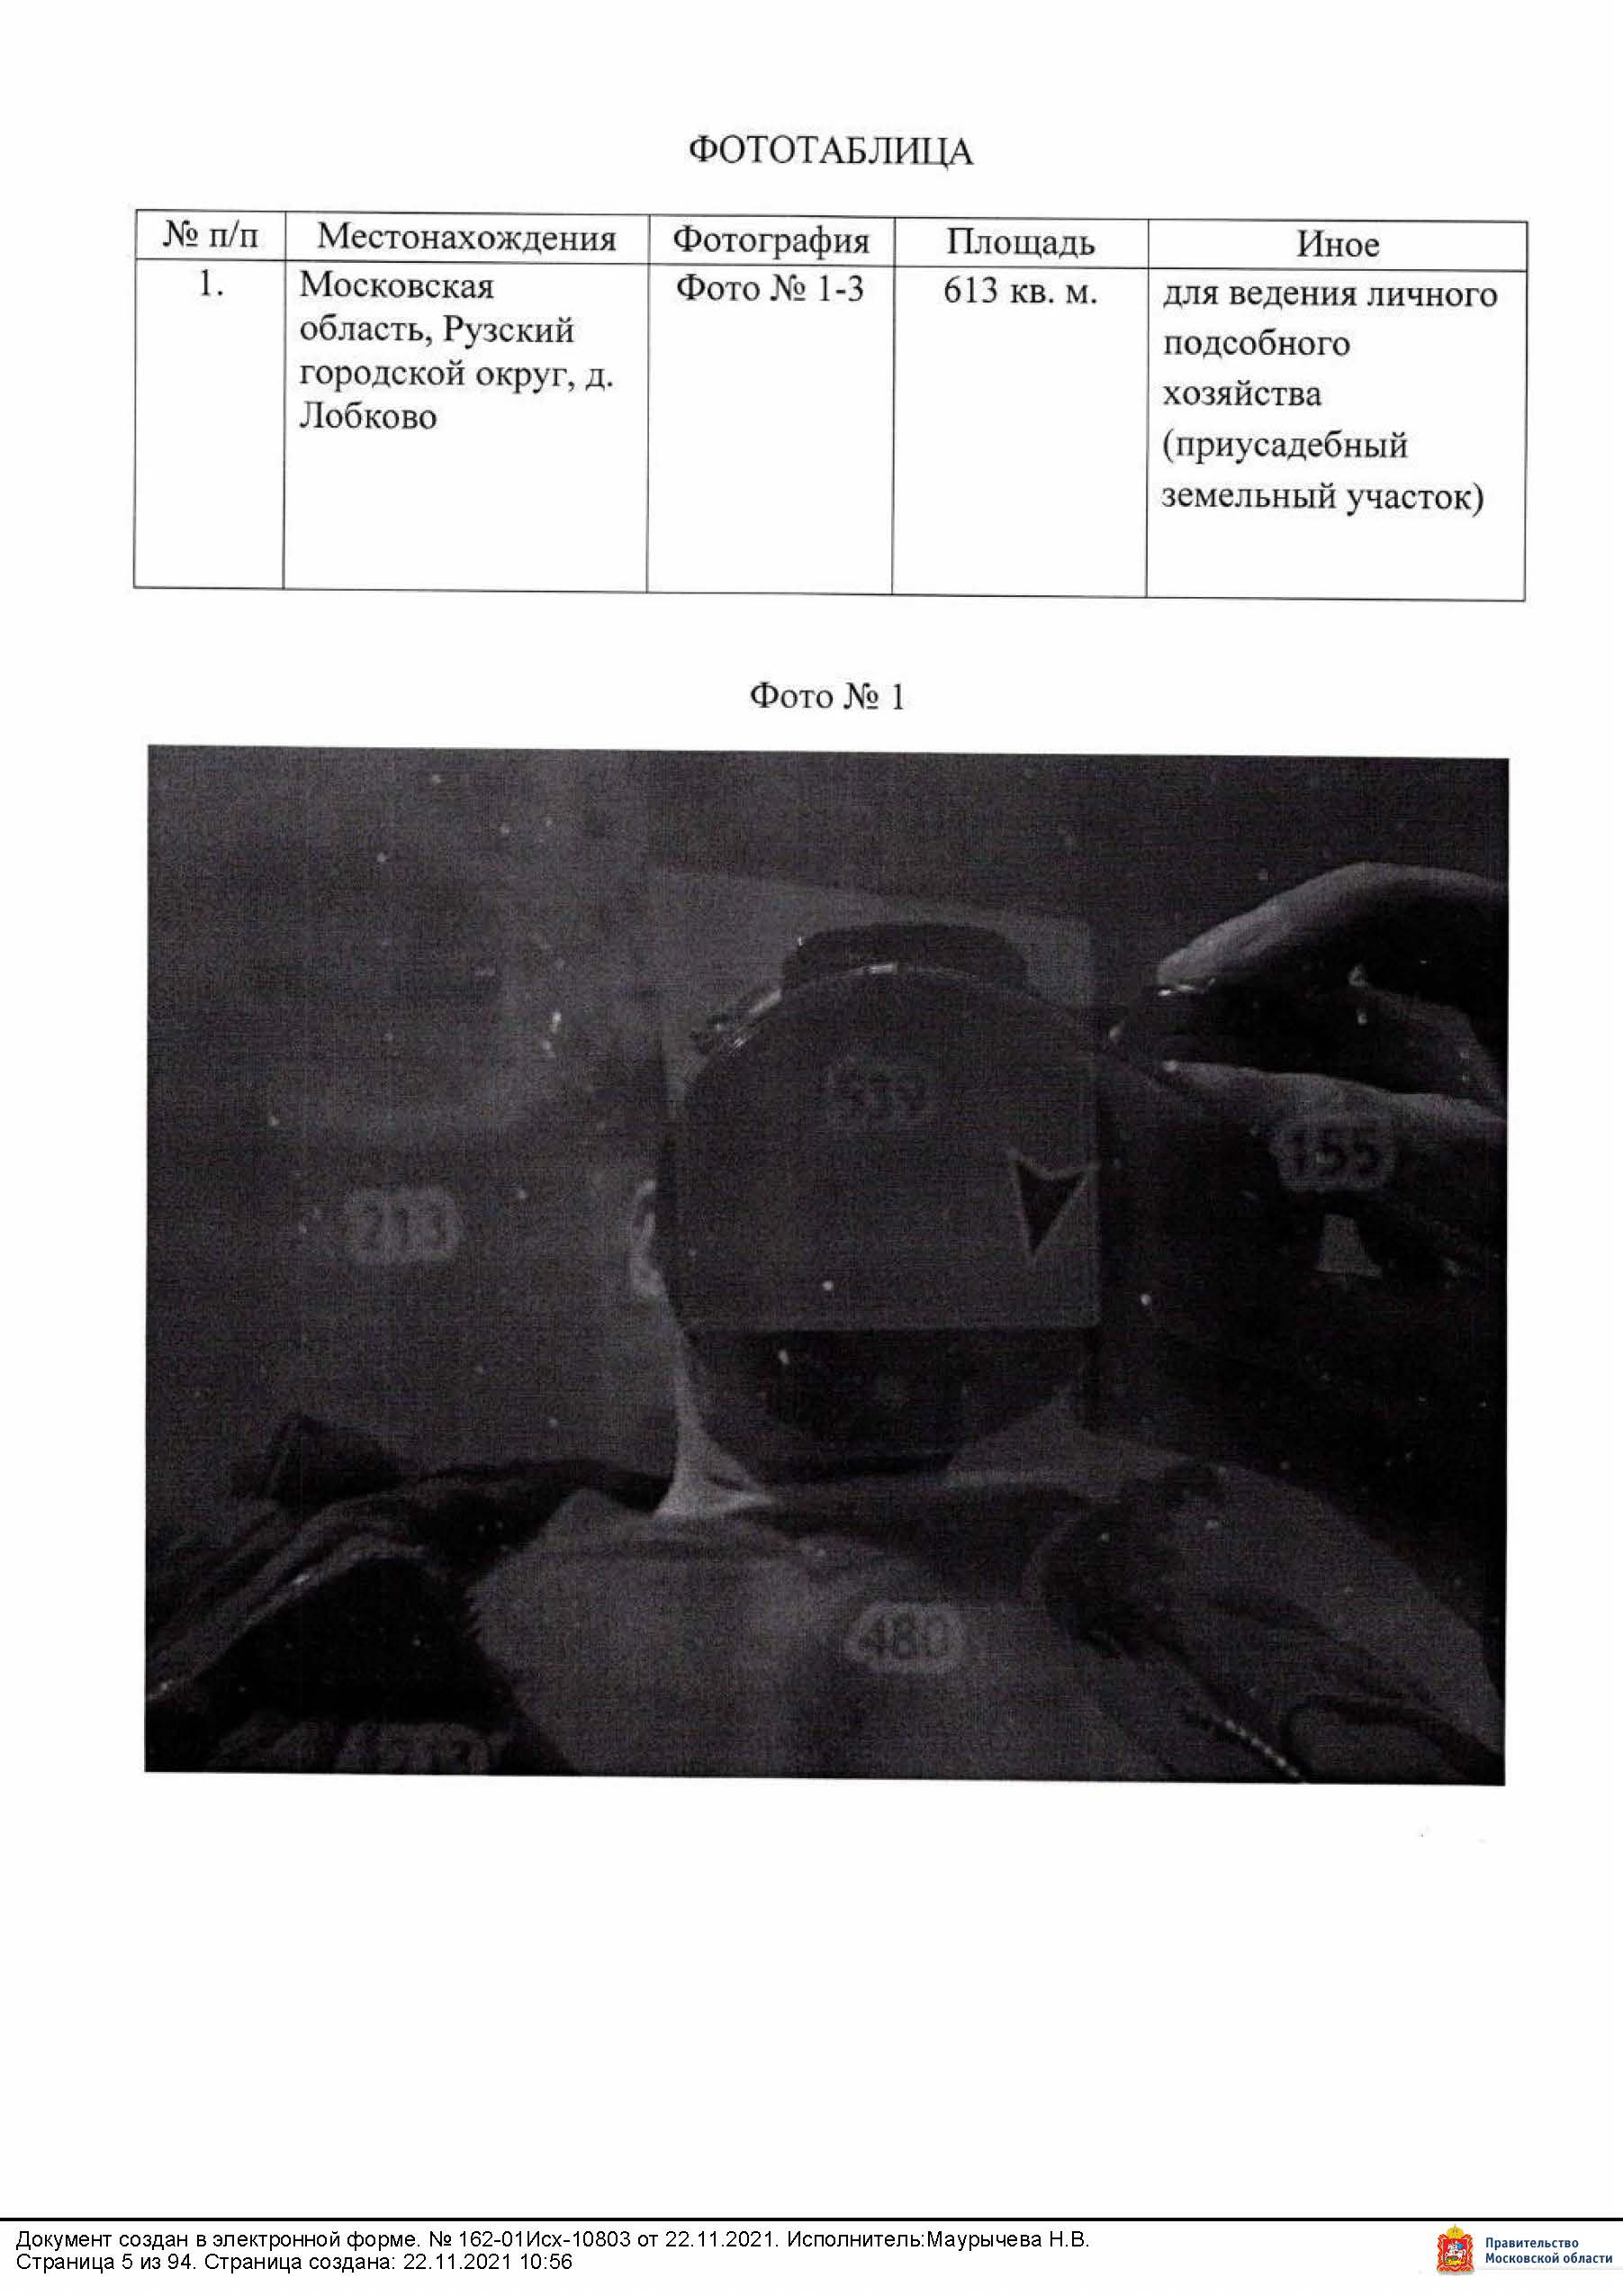 ФОТОТАБЛИЦА
№ п/п Местонахождения Фотография Площадь Иное
1. Московская область, Рузский городской округ, д. Лобково Фото № 1-3 613 кв. м. для ведения личного подсобного хозяйства (приусадебный земельный участок)
Фото № 1
155
480
Документ создан в электронной форме. № 162-01Исх-10803 от 22.11.2021. Исполнитель:Маурычева Н.В.
Страница 5 из 94. Страница создана: 22.11.2021 10:56
Правительство
Московской области